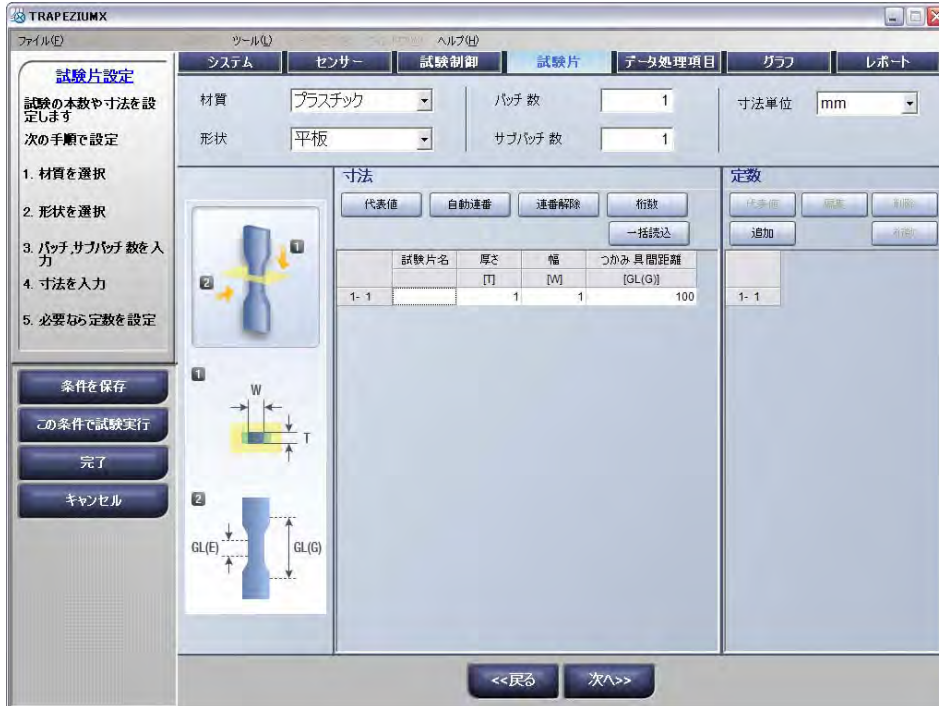 TRAPEZIUMX
ファイル(F) ツール(L) ヘルプ(H)
試験片設定
試験の本数や寸法を設
定します
次の手順で設定
1. 材質を選択
2. 形状を選択
3. バッチ,サブバッチ 数を入
力
4. 寸法を入力
5. 必要なら定数を設定
条件を保存
この条件で試験実行
完了
キャンセル
システム センサー 試験制御 試験片 データ処理項目 グラフ レポート
材質 プラスチック バッチ 数 1 寸法単位 mm
形状 平板 サブバッチ 数 1
寸法
代表値 自動連番 連番解除 桁数
一括読込
試験片名 厚さ 幅 つかみ 具間距離
[T] [W] [GL(G)]
1- 1 1 1 100
定数
代表値 削除
追加
1- 1
1
2
1
W
T
2
GL(E) GL(G)
<<戻る 次へ>>